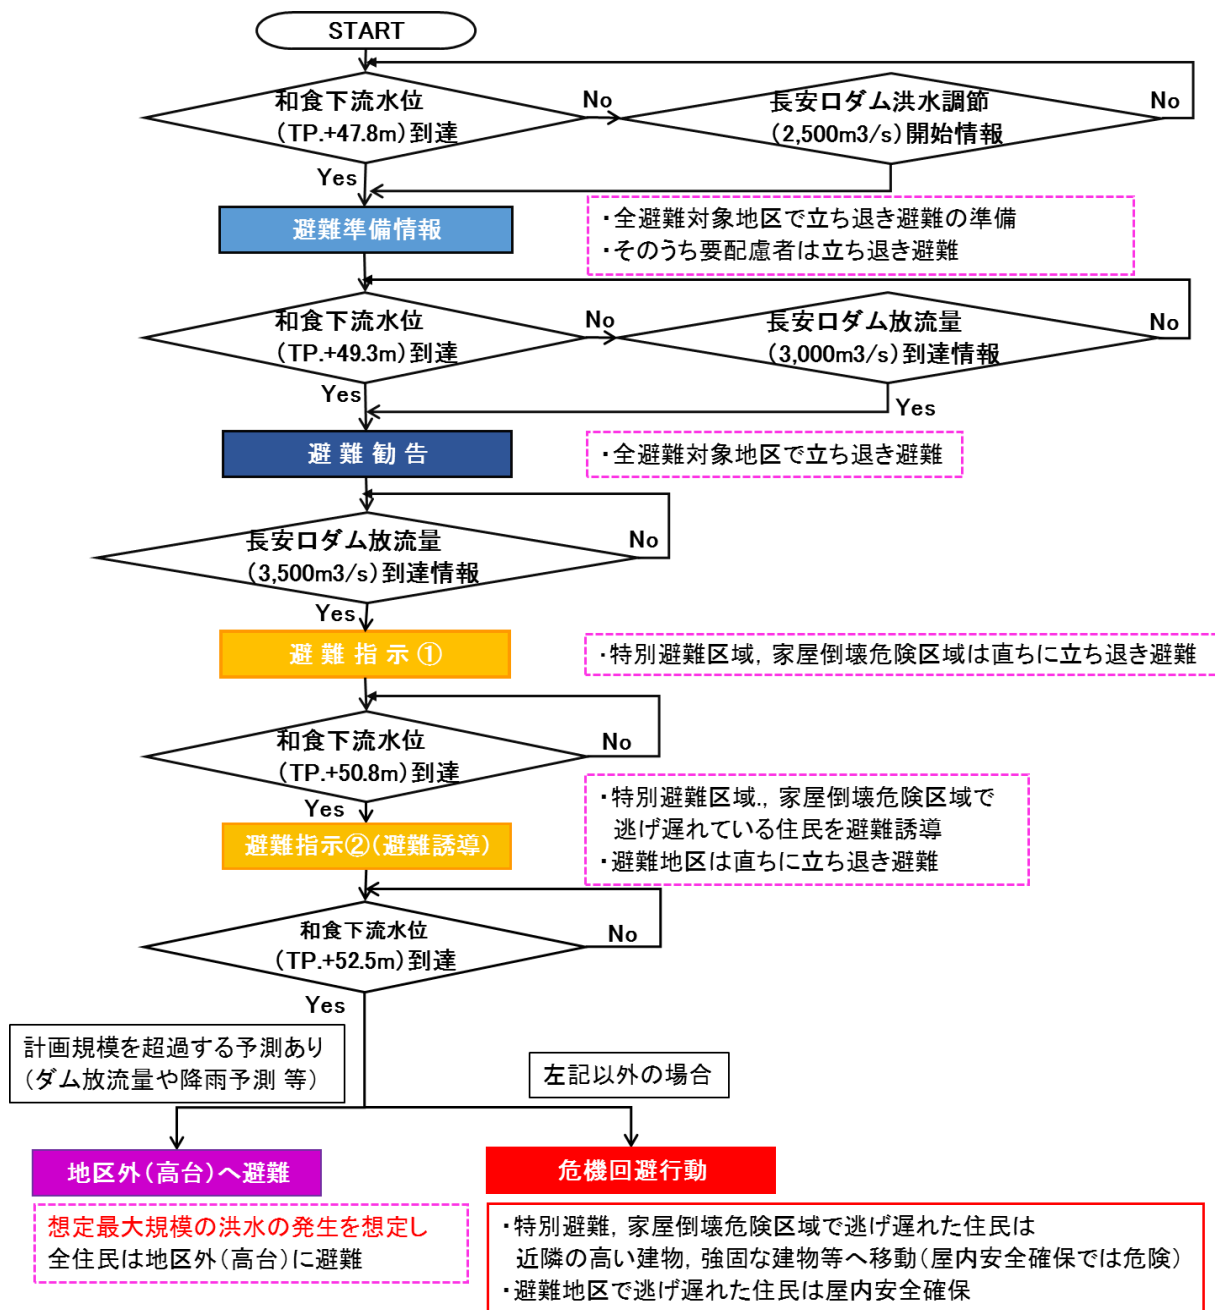 START
和食下流水位
(TP.+47.8m)到達
No
長安口ダム洪水調節
(2,500m3/s)開始情報
No
Yes
避難準備情報
・全避難対象地区で立ち退き避難の準備
・そのうち要配慮者は立ち退き避難
和食下流水位
(TP.+49.3m)到達
No
長安口ダム放流量
(3,000m3/s)到達情報
No
Yes
Yes
避 難 勧 告
・全避難対象地区で立ち退き避難
長安口ダム放流量
(3,500m3/s)到達情報
No
Yes
避 難 指 示 ①
・特別避難区域，家屋倒壊危険区域は直ちに立ち退き避難
和食下流水位
(TP.+50.8m)到達
No
Yes
避難指示②(避難誘導)
・特別避難区域.，家屋倒壊危険区域で
逃げ遅れている住民を避難誘導
・避難地区は直ちに立ち退き避難
和食下流水位
(TP.+52.5m)到達
No
Yes
計画規模を超過する予測あり
(ダム放流量や降雨予測 等)
左記以外の場合
地区外(高台)へ避難
危機回避行動
想定最大規模の洪水の発生を想定し
全住民は地区外(高台)に避難
・特別避難，家屋倒壊危険区域で逃げ遅れた住民は
近隣の高い建物，強固な建物等へ移動(屋内安全確保では危険)
・避難地区で逃げ遅れた住民は屋内安全確保